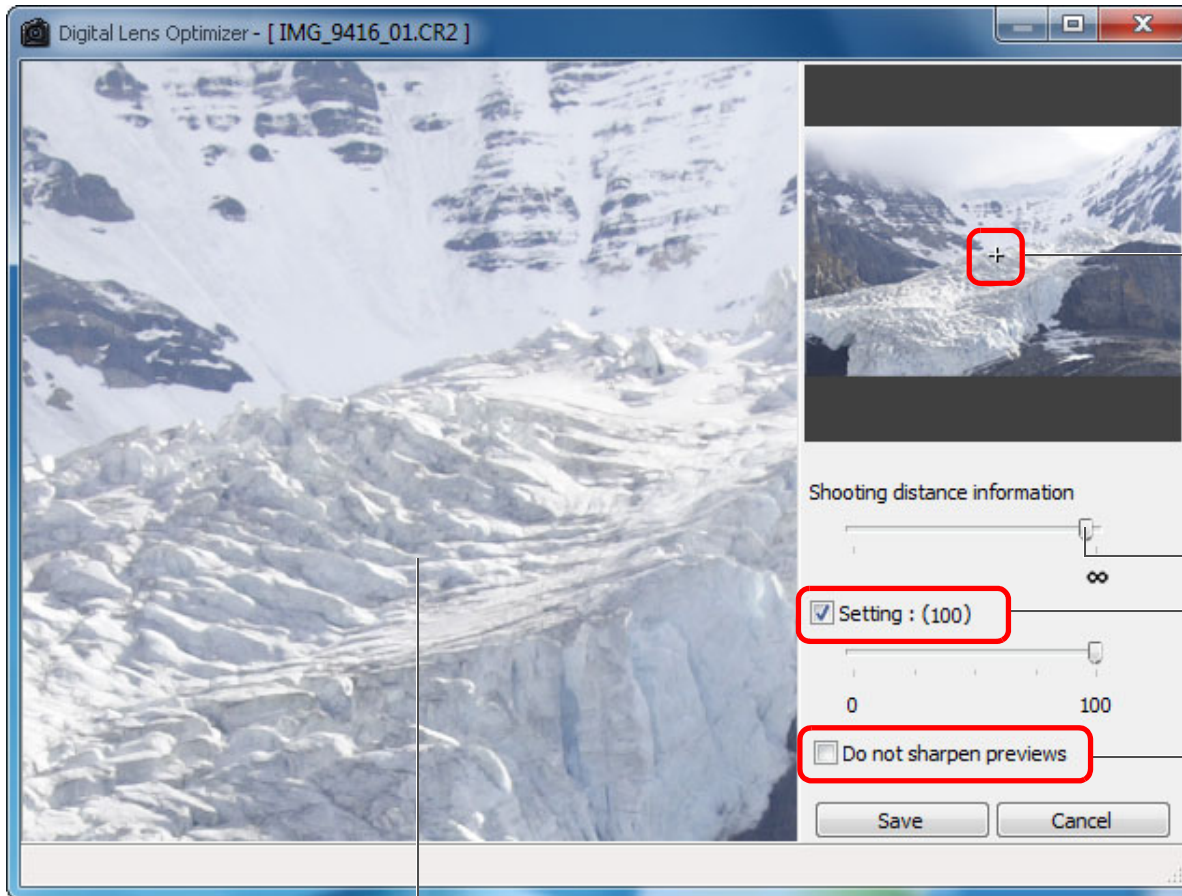 Digital Lens Optimizer - [ IMG_9416_01.CR2 ]
Shooting distance information
∞
Setting : (100)
0 100
Do not sharpen previews
Save Cancel